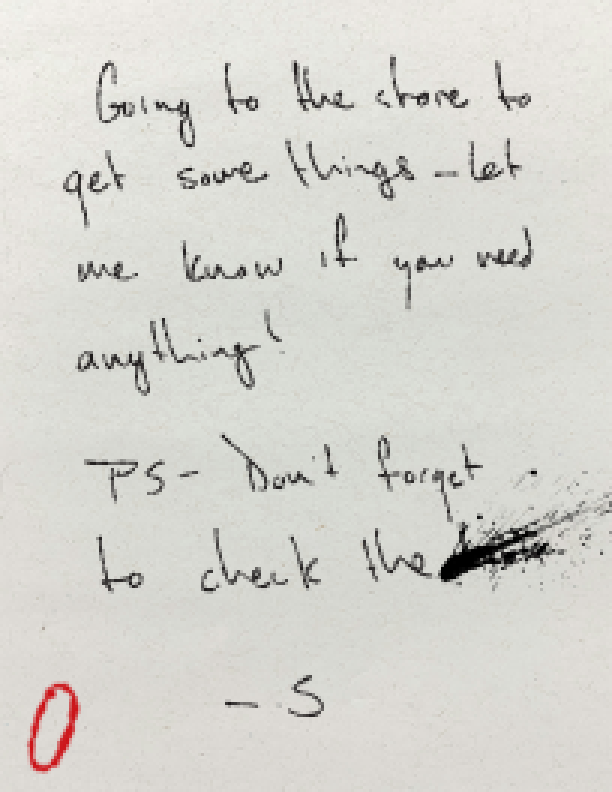 Going to the store to
get some things - let
me know if you need
anything!
PS - Don't forget
to check the
- S
0